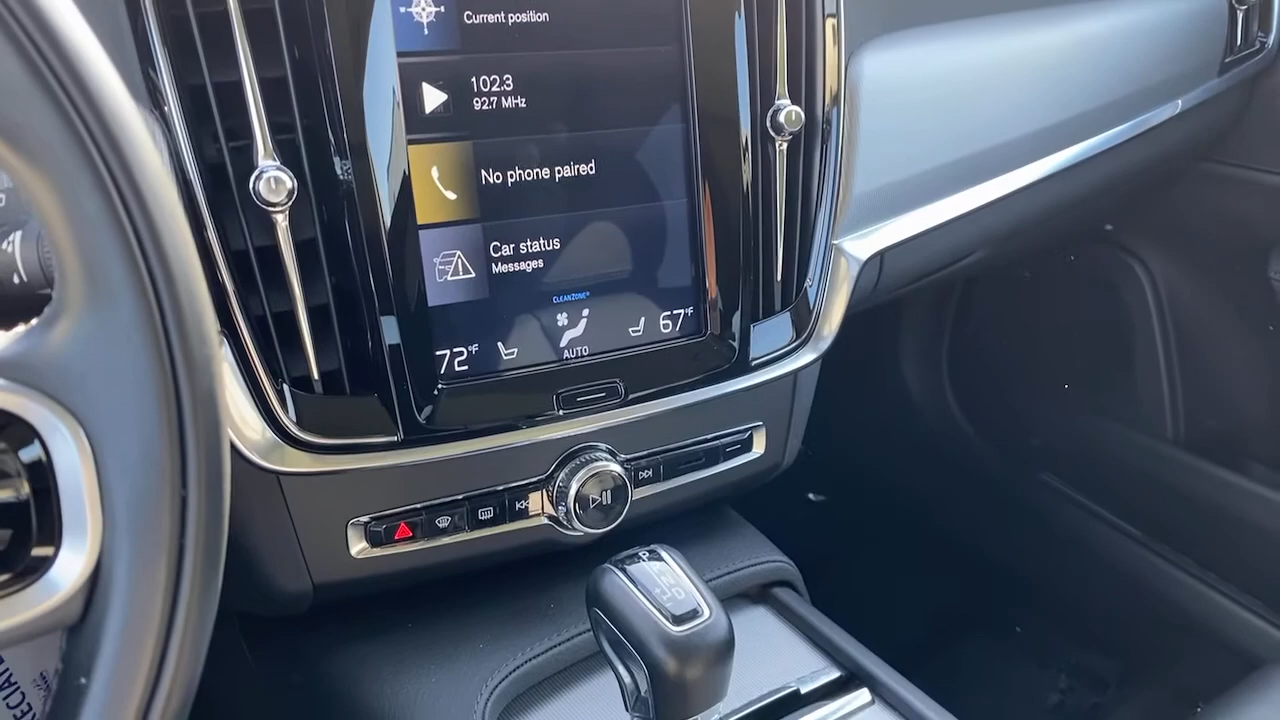 Current position
102.3
92.7 MHz
No phone paired
Car status
Messages
CLEANZONE®
72°F
67°F
AUTO
P
D